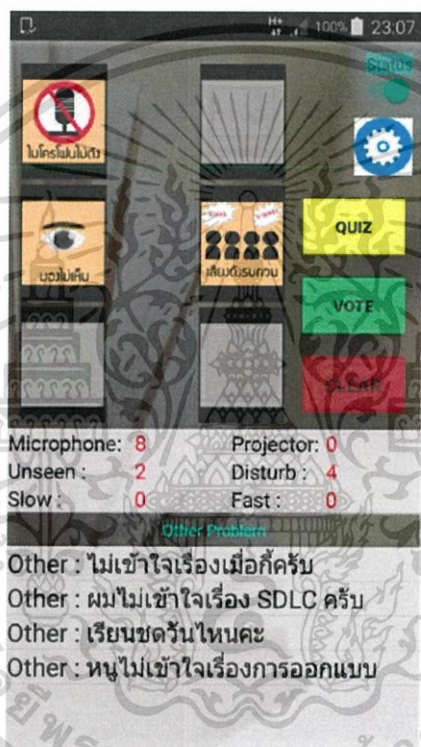 H+ 100% 23:07
Status
ไมโครโฟนไม่ดัง
มองไม่เห็น
เสียงดังรบกวน
QUIZ
VOTE
CLEAR
Microphone: 8 Projector: 0
Unseen : 2 Disturb : 4
Slow : 0 Fast : 0
Other Problem
Other : ไม่เข้าใจเรื่องเมื่อกี้ครับ
Other : ผมไม่เข้าใจเรื่อง SDLC ครับ
Other : เรียนชดวันไหนคะ
Other : หนูไม่เข้าใจเรื่องการออกแบบ